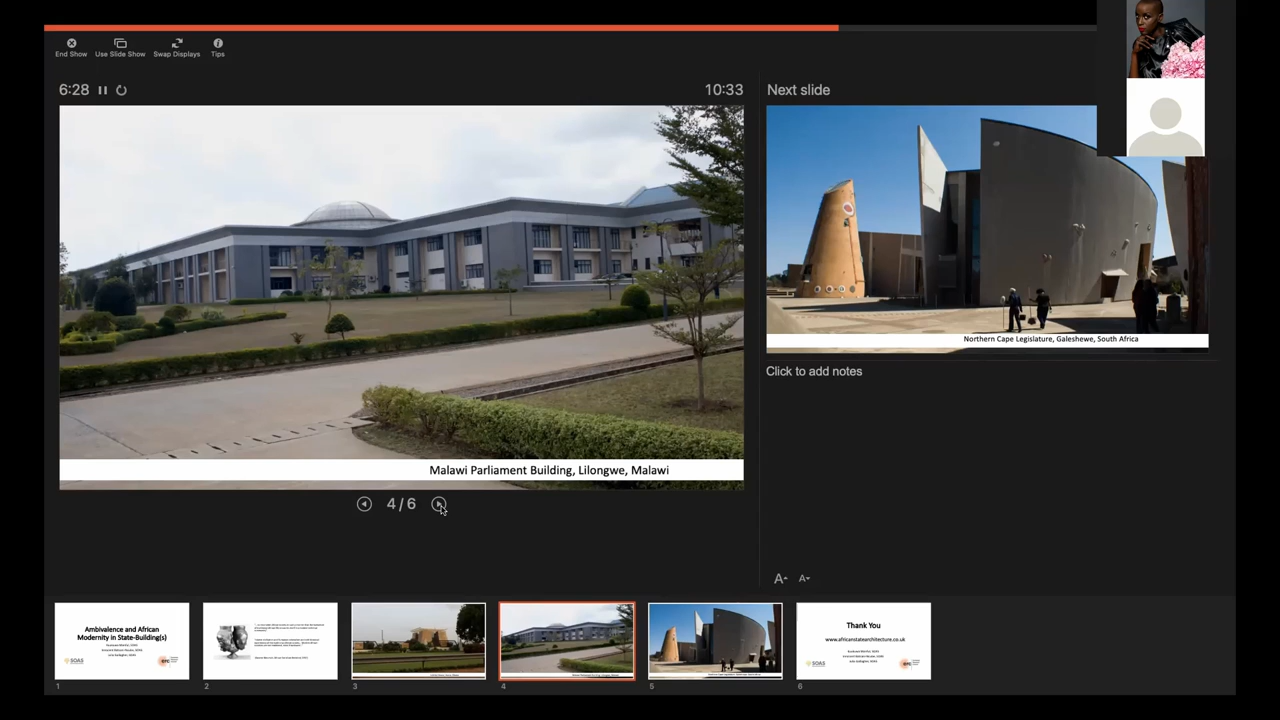 End Show
Use Slide Show
Swap Displays
Tips
6:28
10:33
Next slide
Malawi Parliament Building, Lilongwe, Malawi
Northern Cape Legislature, Galeshewe, South Africa
Click to add notes
4/6
A
A
Ambivalence and African
Modernity in State-Building(s)
SOAS
erc
Thank You
www.africanstatearchitecture.co.uk
SOAS
erc
1
2
3
4
5
6